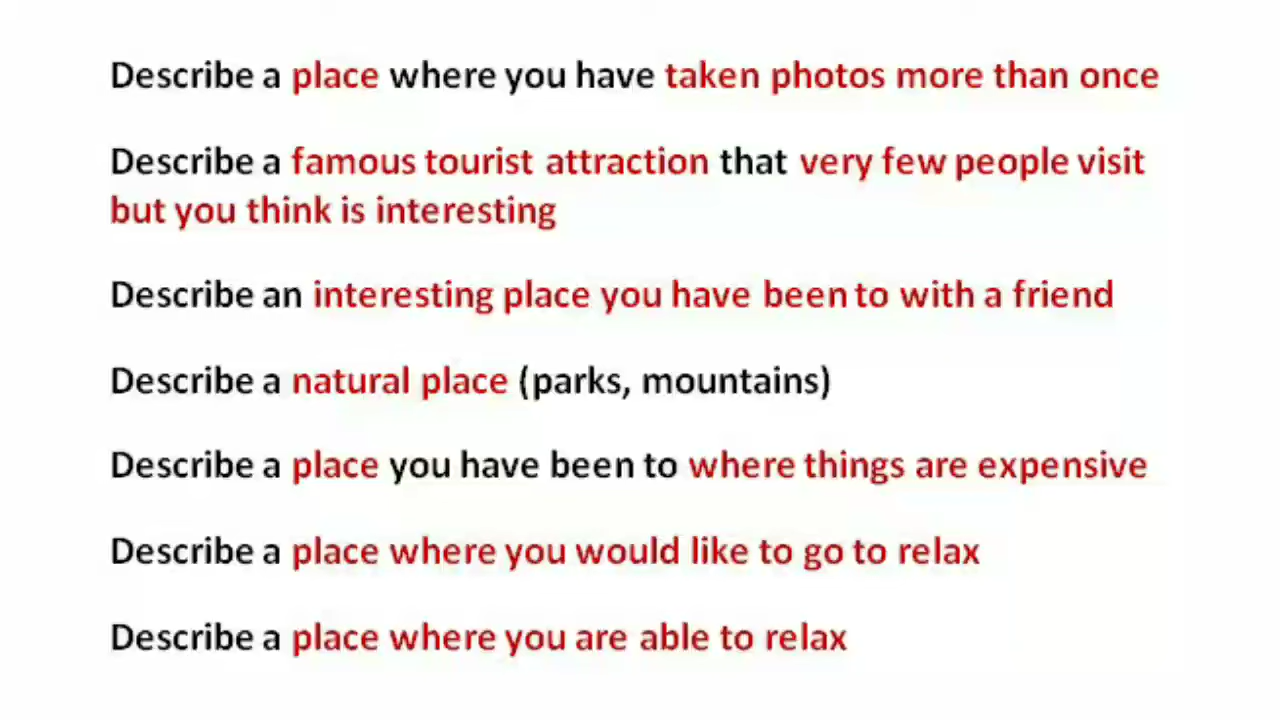 Describe a place where you have taken photos more than once
Describe a famous tourist attraction that very few people visit
but you think is interesting
Describe an interesting place you have been to with a friend
Describe a natural place (parks, mountains)
Describe a place you have been to where things are expensive
Describe a place where you would like to go to relax
Describe a place where you are able to relax